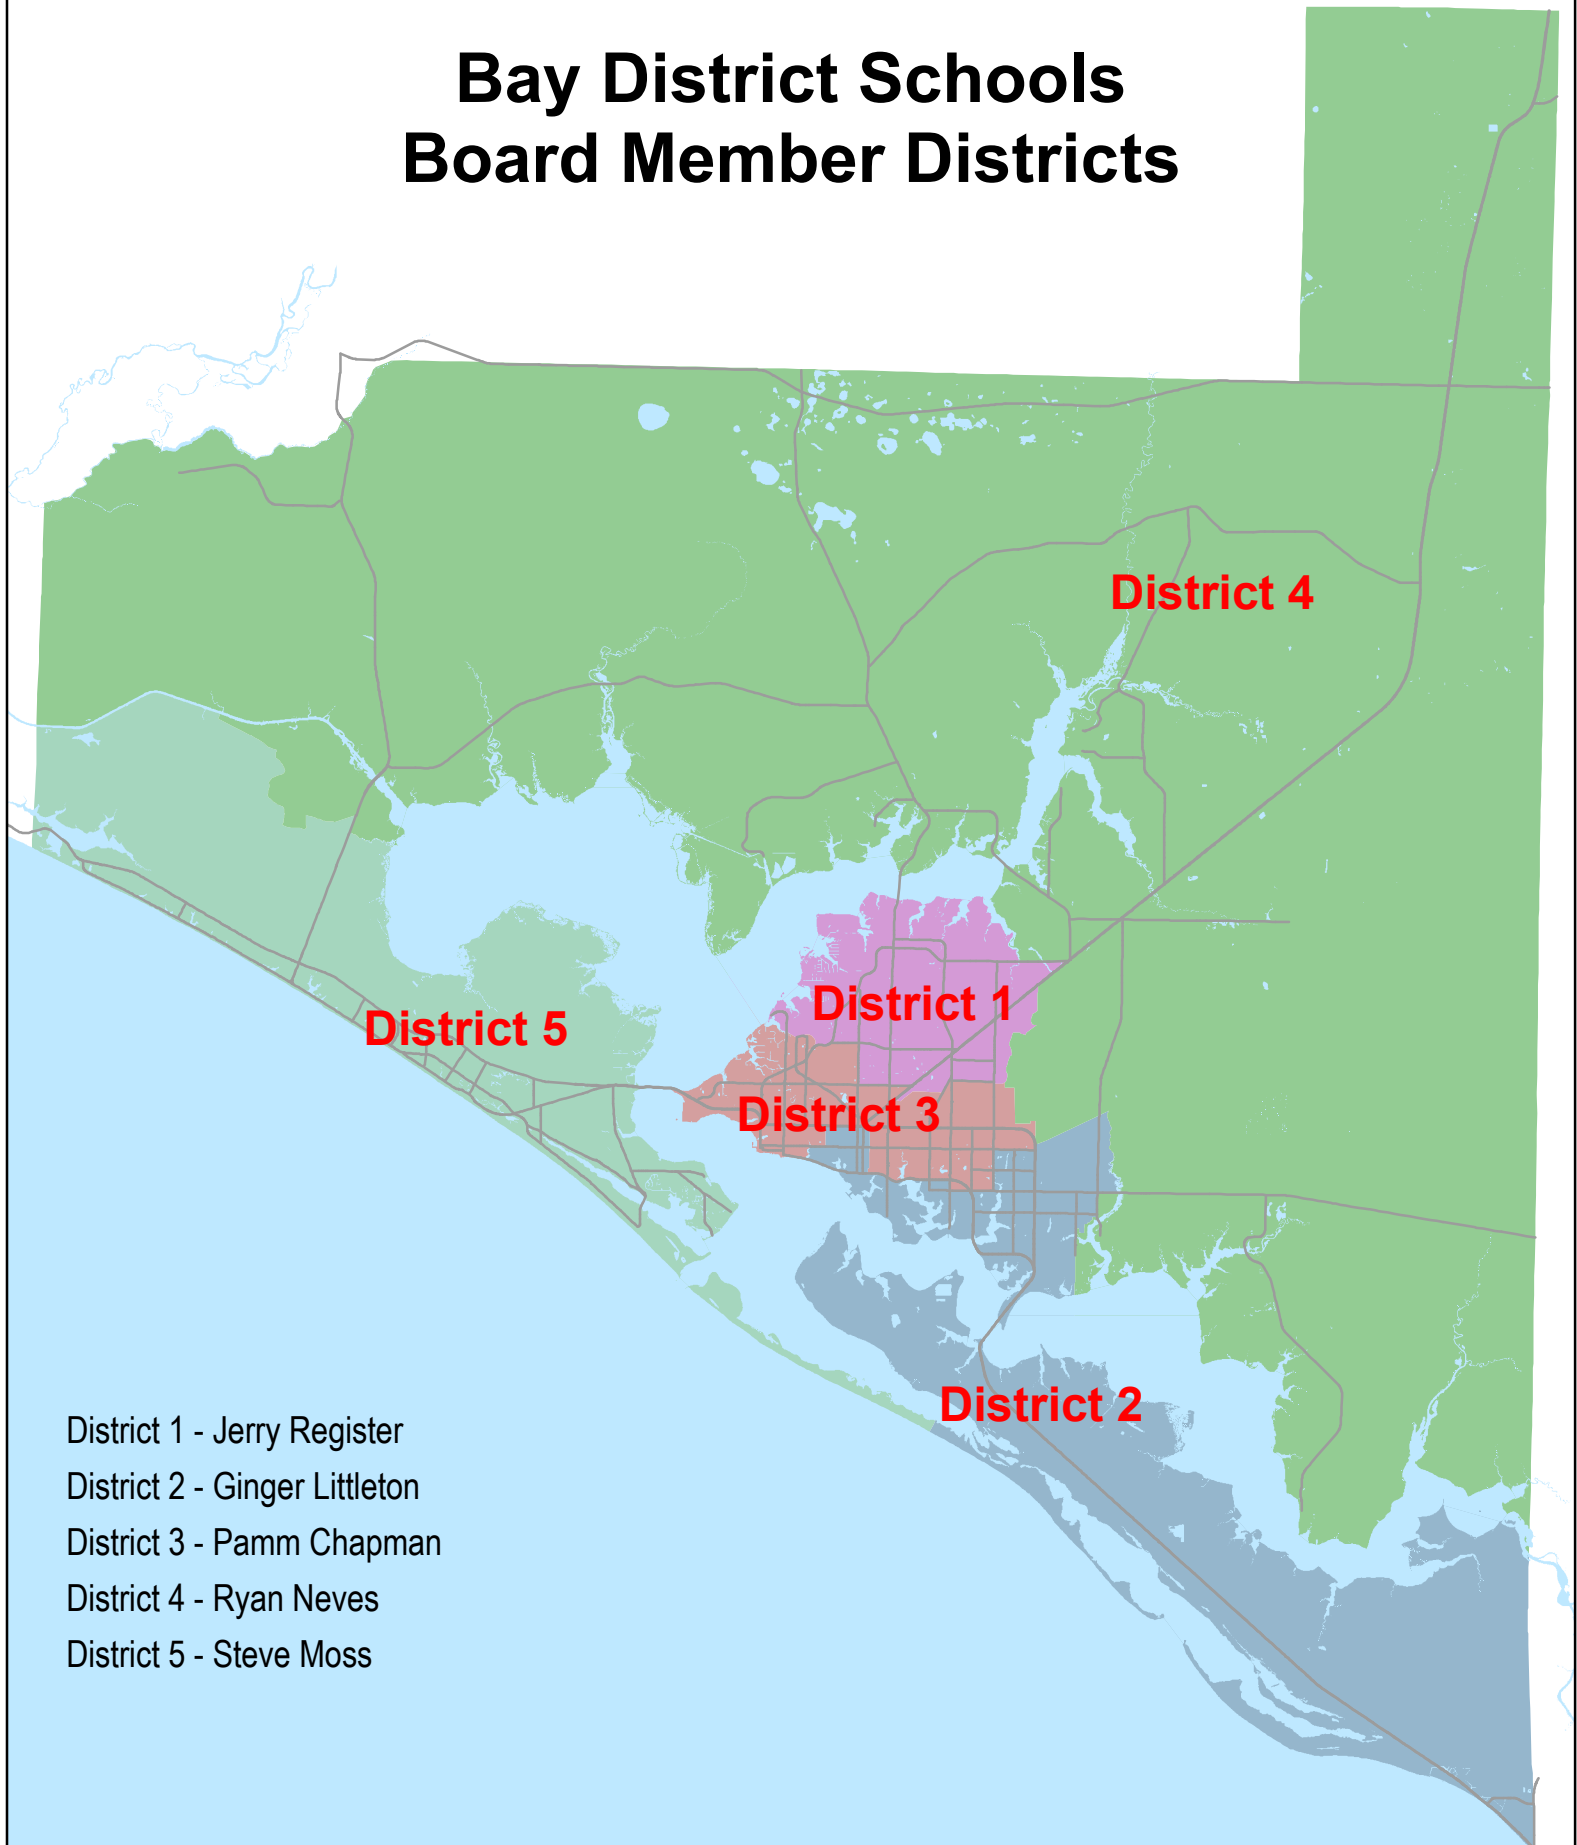 Bay District Schools
Board Member Districts
District 4
District 1
District 5
District 3
District 2
District 1 - Jerry Register
District 2 - Ginger Littleton
District 3 - Pamm Chapman
District 4 - Ryan Neves
District 5 - Steve Moss